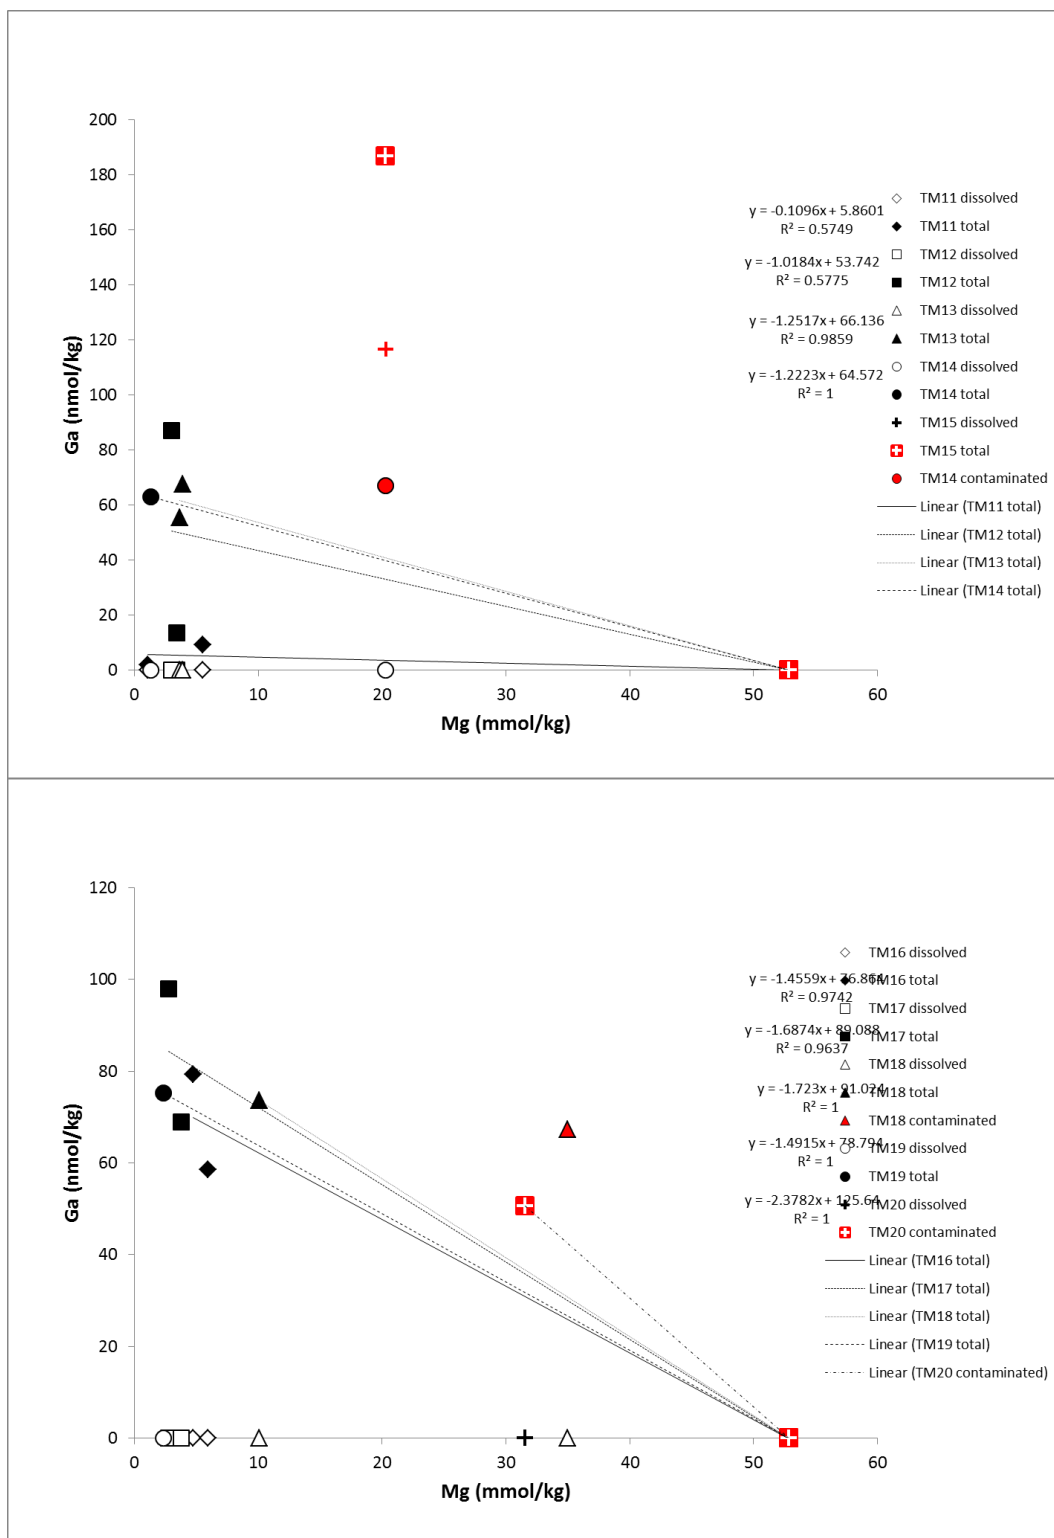 200
180
160
140
120
100
80
60
40
20
0
Ga (nmol/kg)
0 10 20 30 40 50 60
Mg (mmol/kg)
y = -0.1096x + 5.8601
R² = 0.5749
y = -1.0184x + 53.742
R² = 0.5775
y = -1.2517x + 66.136
R² = 0.9859
y = -1.2223x + 64.572
R² = 1
TM11 dissolved
TM11 total
TM12 dissolved
TM12 total
TM13 dissolved
TM13 total
TM14 dissolved
TM14 total
TM15 dissolved
TM15 total
TM14 contaminated
Linear (TM11 total)
Linear (TM12 total)
Linear (TM13 total)
Linear (TM14 total)
120
100
80
60
40
20
0
Ga (nmol/kg)
0 10 20 30 40 50 60
Mg (mmol/kg)
y = -1.4559x + 76.864
R² = 0.9742
y = -1.6874x + 89.088
R² = 0.9637
y = -1.723x + 91.024
R² = 1
y = -1.4915x + 78.794
R² = 1
y = -2.3782x + 125.64
R² = 1
TM16 dissolved
TM16 total
TM17 dissolved
TM17 total
TM18 dissolved
TM18 total
TM18 contaminated
TM19 dissolved
TM19 total
TM20 dissolved
TM20 contaminated
Linear (TM16 total)
Linear (TM17 total)
Linear (TM18 total)
Linear (TM19 total)
Linear (TM20 contaminated)